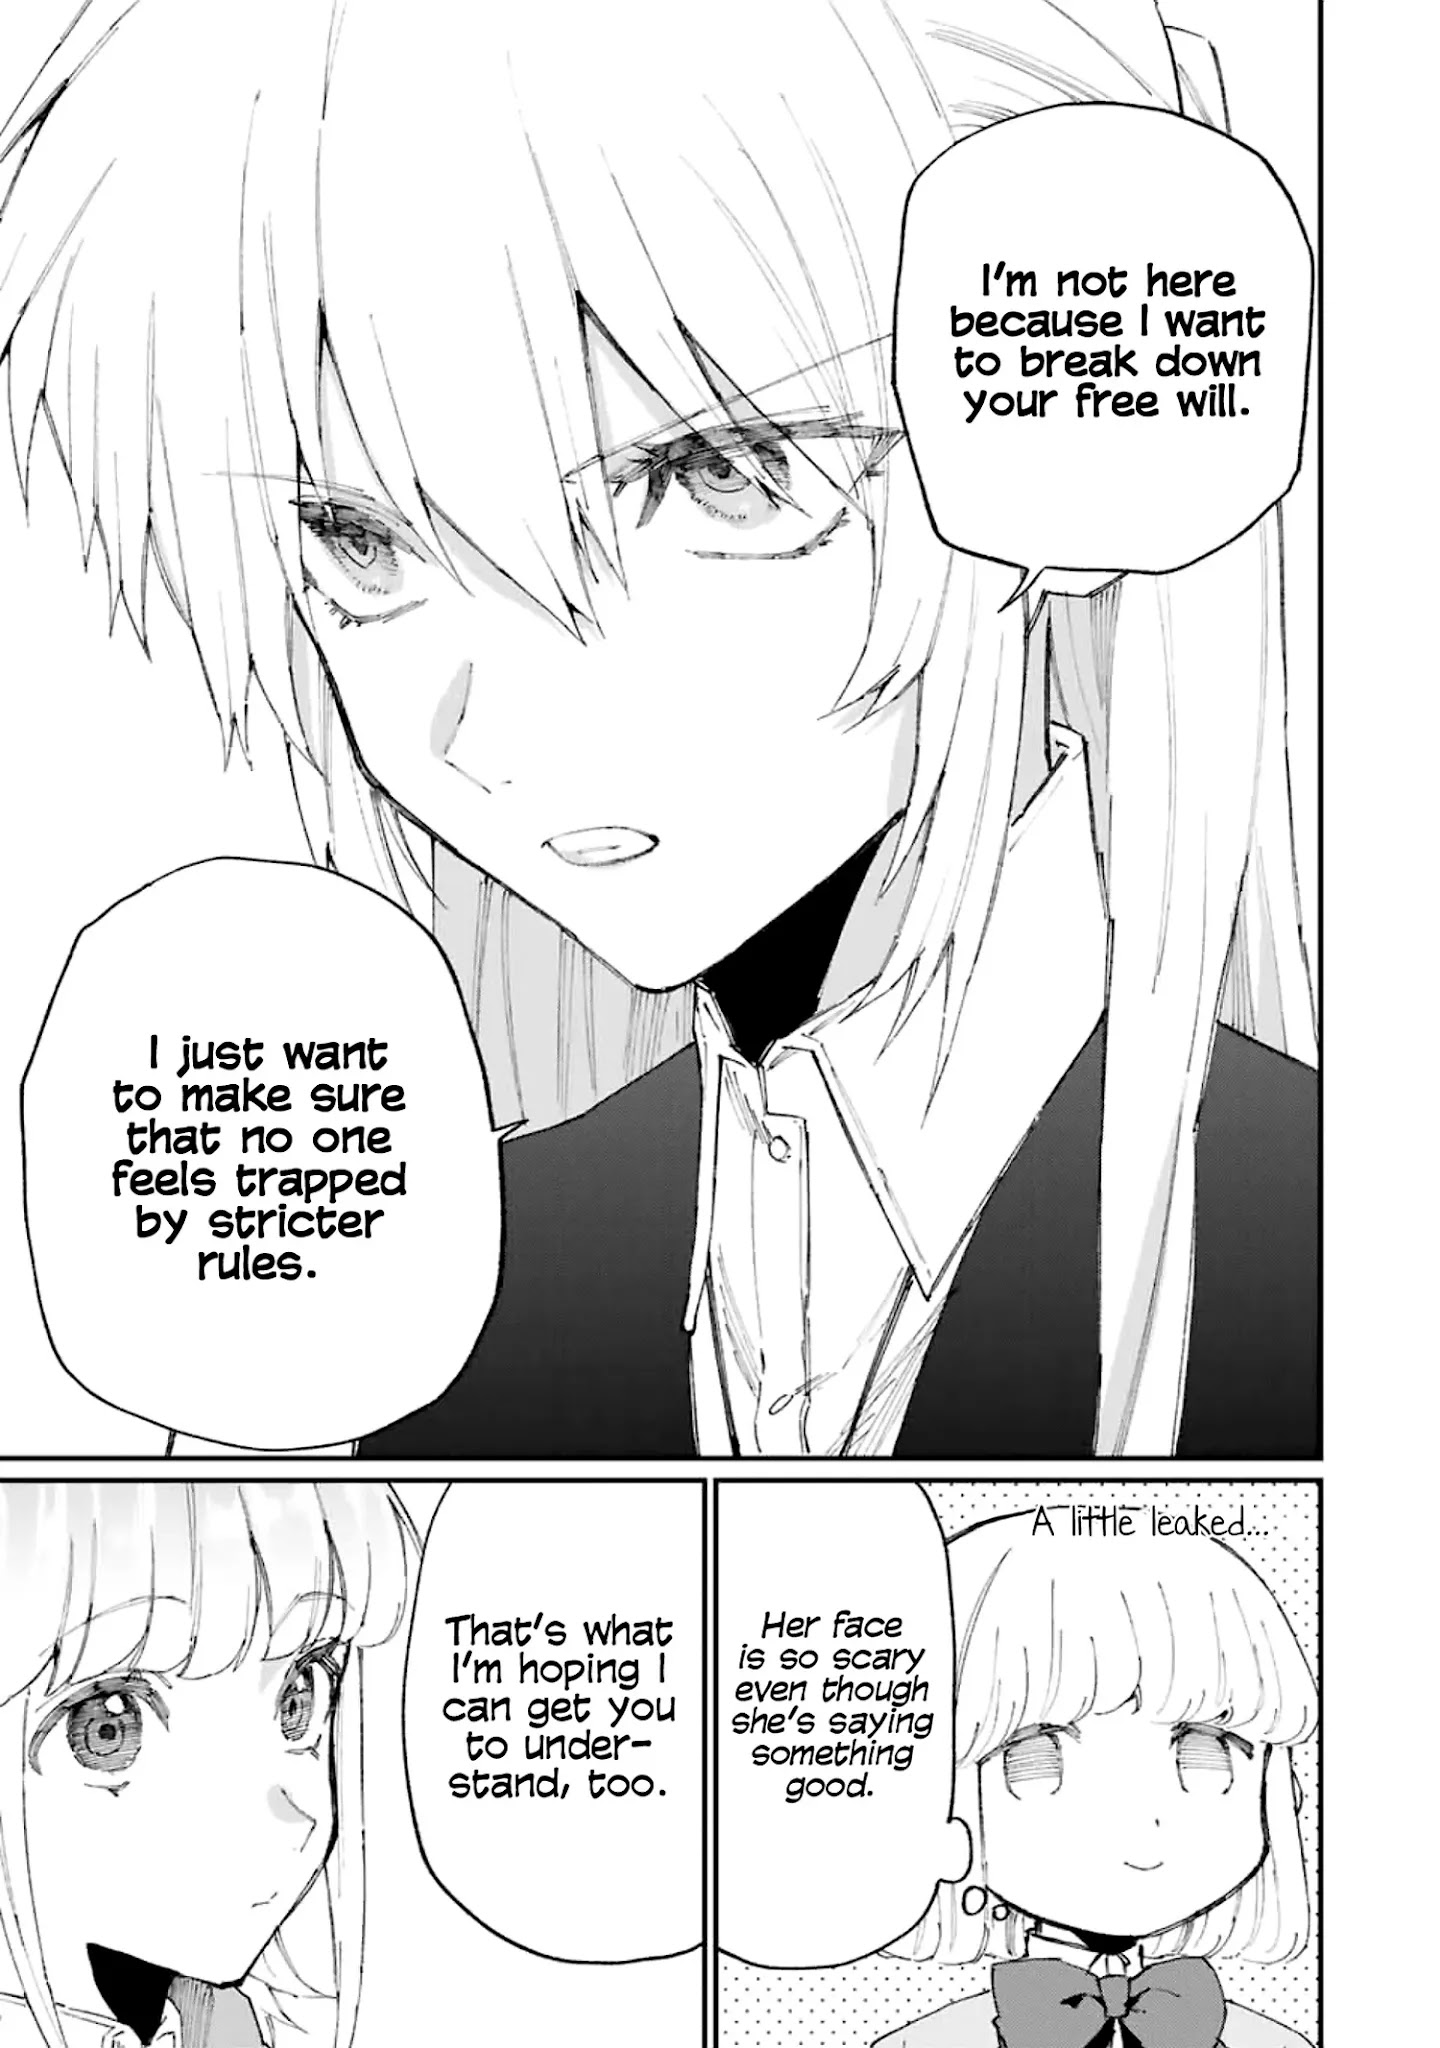 I'm not here
because I want
to break down
your free will.
I just want
to make sure
that no one
feels trapped
by stricter
rules.
A little leaked...
Her face
is so scary
even though
she's saying
something
good.
That's what
I'm hoping I
can get you
to under-
stand, too.